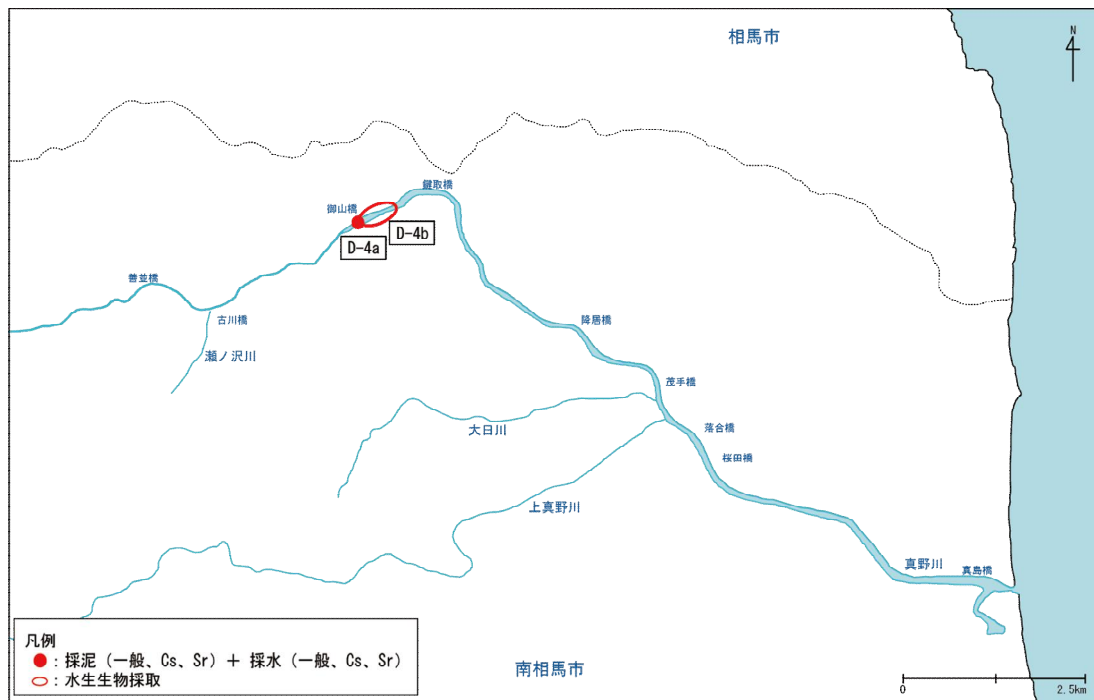 相馬市
N
鍵取橋
御山橋
D-4b
D-4a
善並橋
古川橋
瀬ノ沢川
降居橋
茂手橋
大日川
落合橋
桜田橋
上真野川
真野川
真島橋
凡例
：採泥（一般、Cs、Sr）＋ 採水（一般、Cs、Sr）
：水生生物採取
南相馬市
0
2.5km